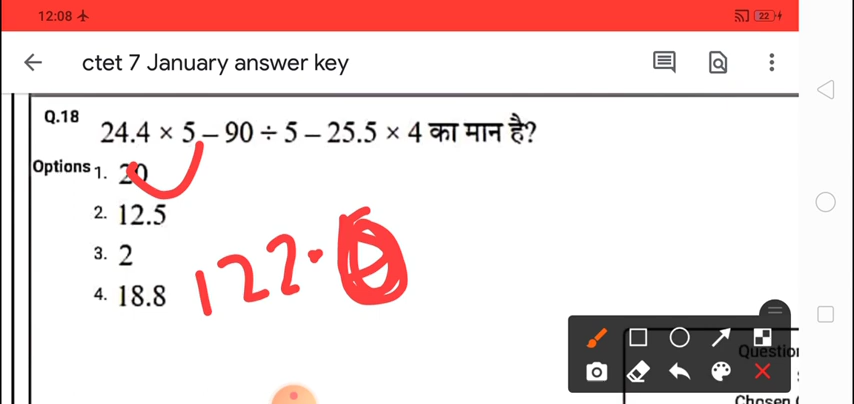 12:08
22
ctet 7 January answer key
Q.18
24.4 × 5 – 90 ÷ 5 – 25.5 × 4 का मान है?
Options 1. 20
2. 12.5
3. 2
4. 18.8
122.
Question
Chosen